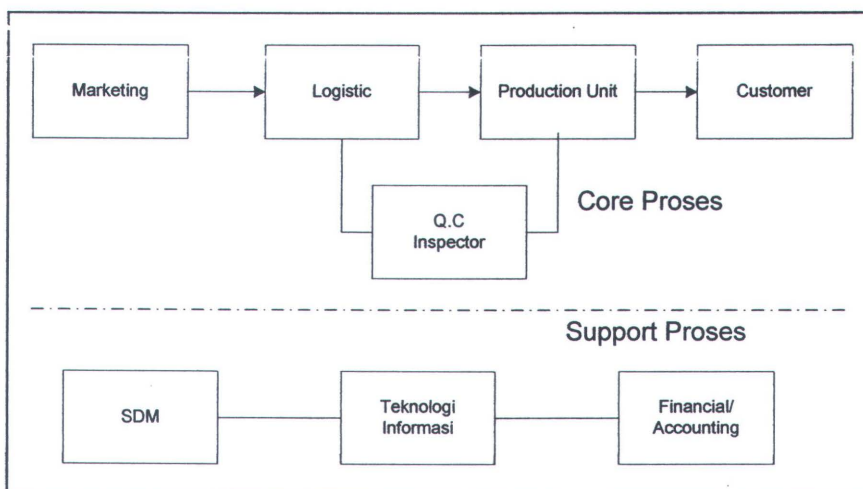 Marketing
Logistic
Production Unit
Customer
Q.C
Inspector
Core Proses
Support Proses
SDM
Teknologi
Informasi
Financial/
Accounting